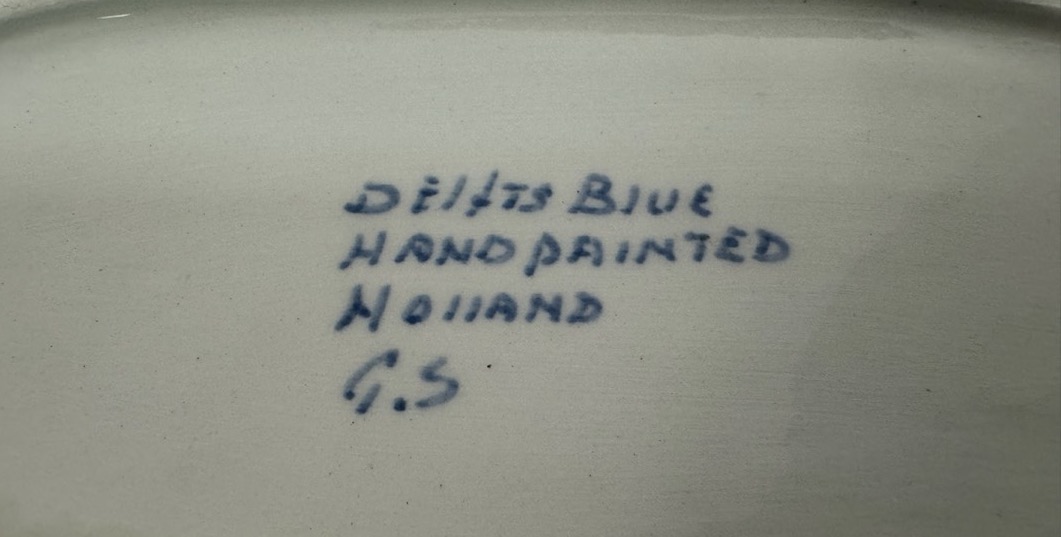 DElfTS BlUE
HANDPAINTED
HOllAND
G.S